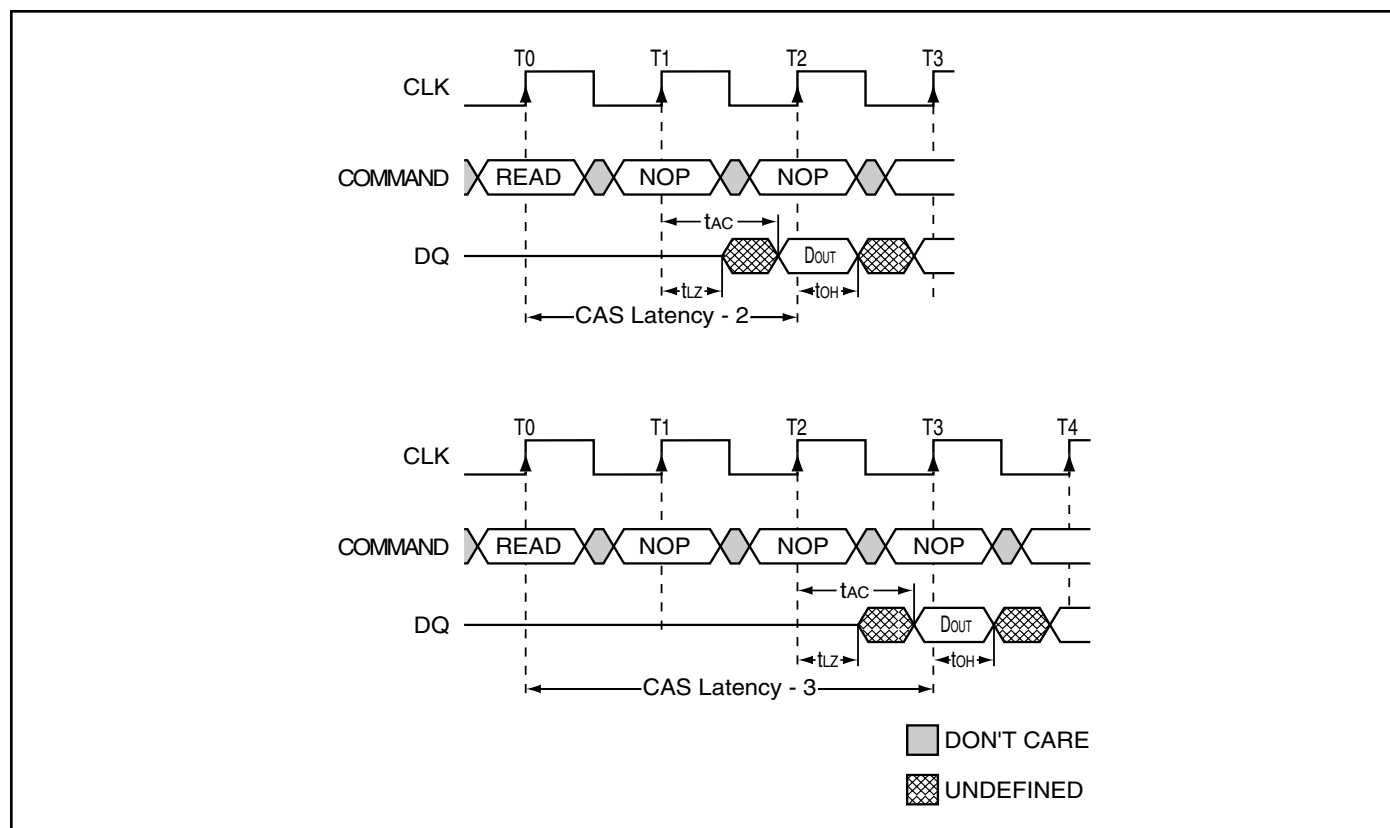 T0 T1 T2 T3
CLK
COMMAND READ NOP NOP
tAC
DQ DOUT
tLZ tOH
CAS Latency - 2
T0 T1 T2 T3 T4
CLK
COMMAND READ NOP NOP NOP
tAC
DQ DOUT
tLZ tOH
CAS Latency - 3
DON'T CARE
UNDEFINED